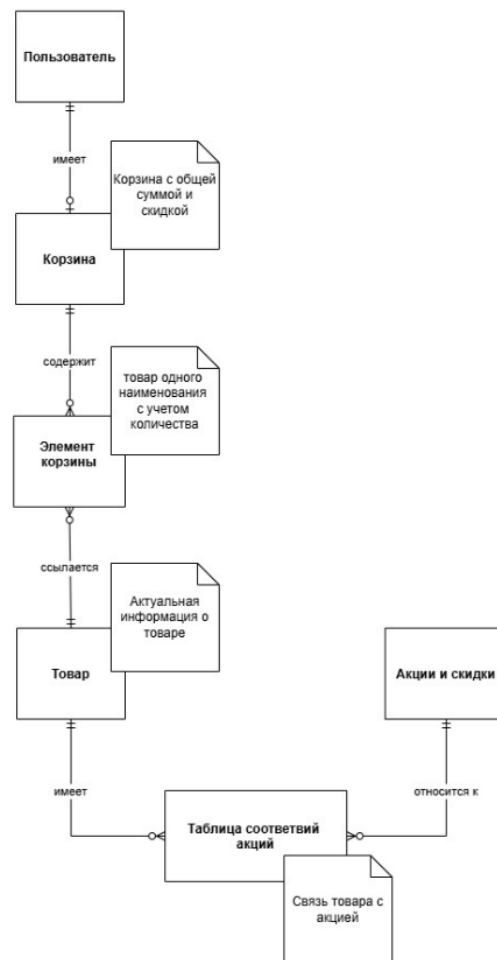 Пользователь
имеет
Корзина с общей
суммой и
скидкой
Корзина
содержит
товар одного
наименования
с учетом
количества
Элемент
корзины
ссылается
Актуальная
информация о
товаре
Товар
Акции и скидки
имеет
относится к
Таблица соответвий
акций
Связь товара с
акцией